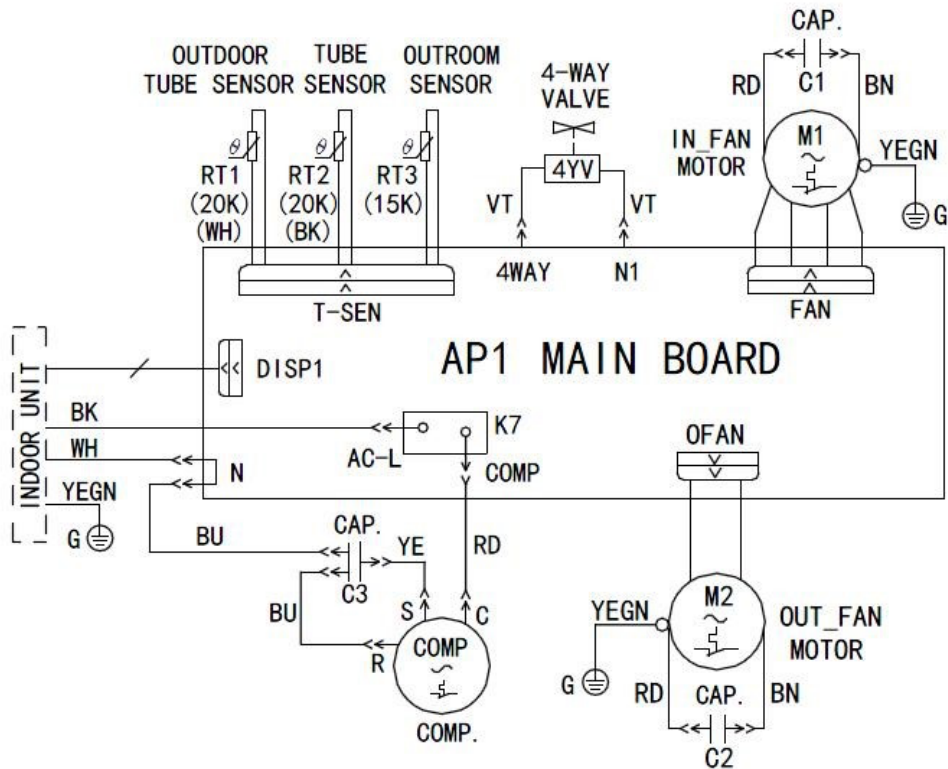 OUTDOOR TUBE SENSOR
TUBE SENSOR
OUTROOM SENSOR
RT1 (20K) (WH)
RT2 (20K) (BK)
RT3 (15K)
θ
θ
θ
4-WAY VALVE
4YV
VT
VT
CAP.
C1
RD
BN
M1
IN_FAN MOTOR
YEGN
G
T-SEN
4WAY
N1
FAN
INDOOR UNIT
DISP1
AP1 MAIN BOARD
BK
K7
AC-L
COMP
WH
N
YEGN
G
OFAN
BU
CAP.
C3
YE
RD
BU
S
C
R
COMP
COMP.
YEGN
G
M2
OUT_FAN MOTOR
RD
CAP.
BN
C2